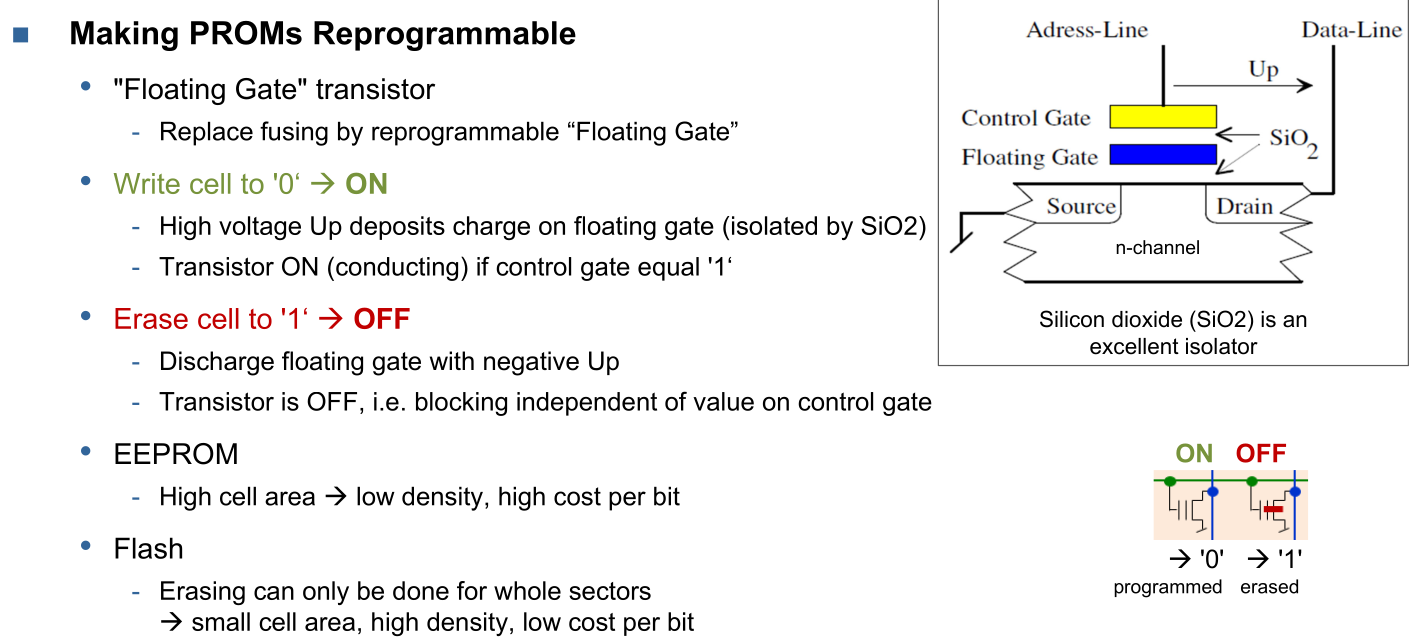 Making PROMs Reprogrammable
"Floating Gate" transistor
- Replace fusing by reprogrammable “Floating Gate”
Write cell to '0‘ → ON
- High voltage Up deposits charge on floating gate (isolated by SiO2)
- Transistor ON (conducting) if control gate equal '1‘
Erase cell to '1‘ → OFF
- Discharge floating gate with negative Up
- Transistor is OFF, i.e. blocking independent of value on control gate
EEPROM
- High cell area → low density, high cost per bit
Flash
- Erasing can only be done for whole sectors
→ small cell area, high density, low cost per bit
Adress-Line
Data-Line
Up
Control Gate
SiO2
Floating Gate
Source
Drain
n-channel
Silicon dioxide (SiO2) is an
excellent isolator
ON OFF
→ '0' → '1'
programmed erased